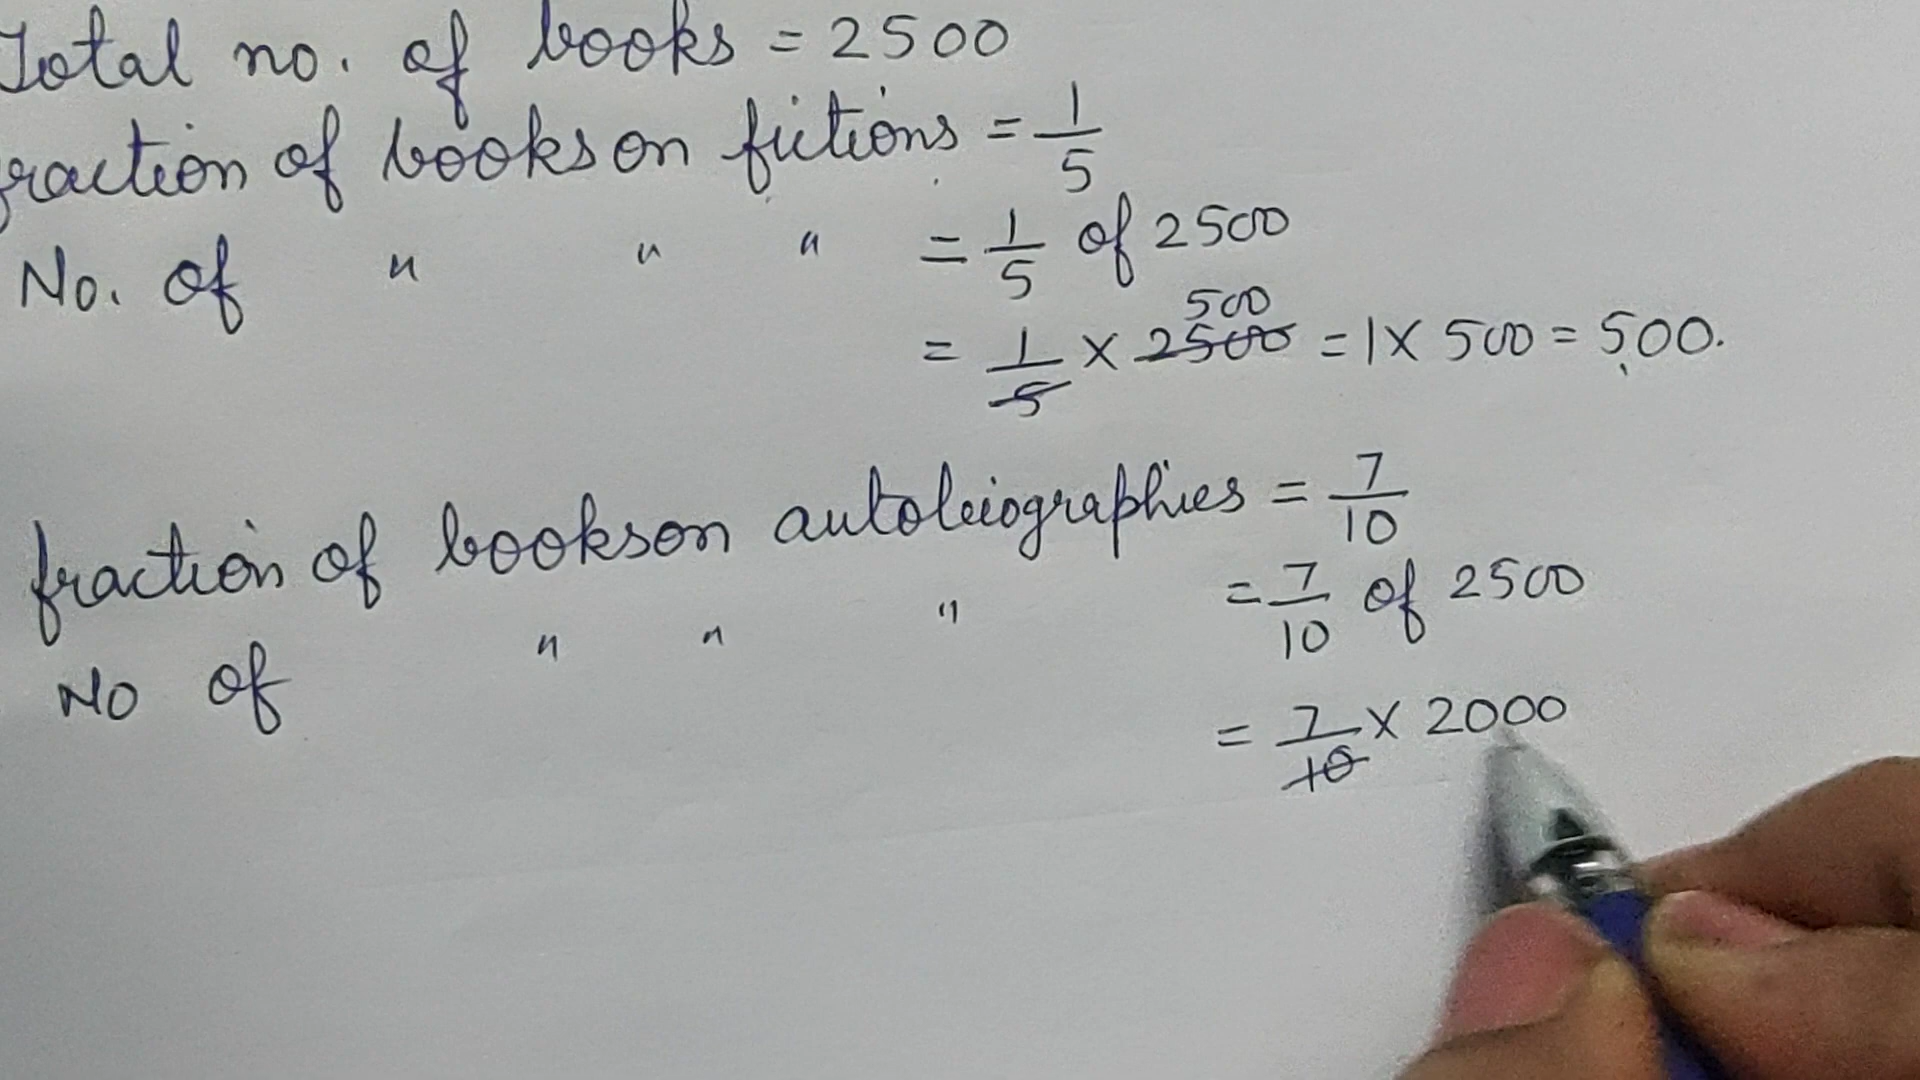 Total no. of books = 2500
raction of books on fictions = 1/5
No. of " " " = 1/5 of 2500
500
= 1/5 × 2500 = 1 × 500 = 500.
fraction of books on autobiographies = 7/10
No of " " " = 7/10 of 2500
= 7/10 × 2000